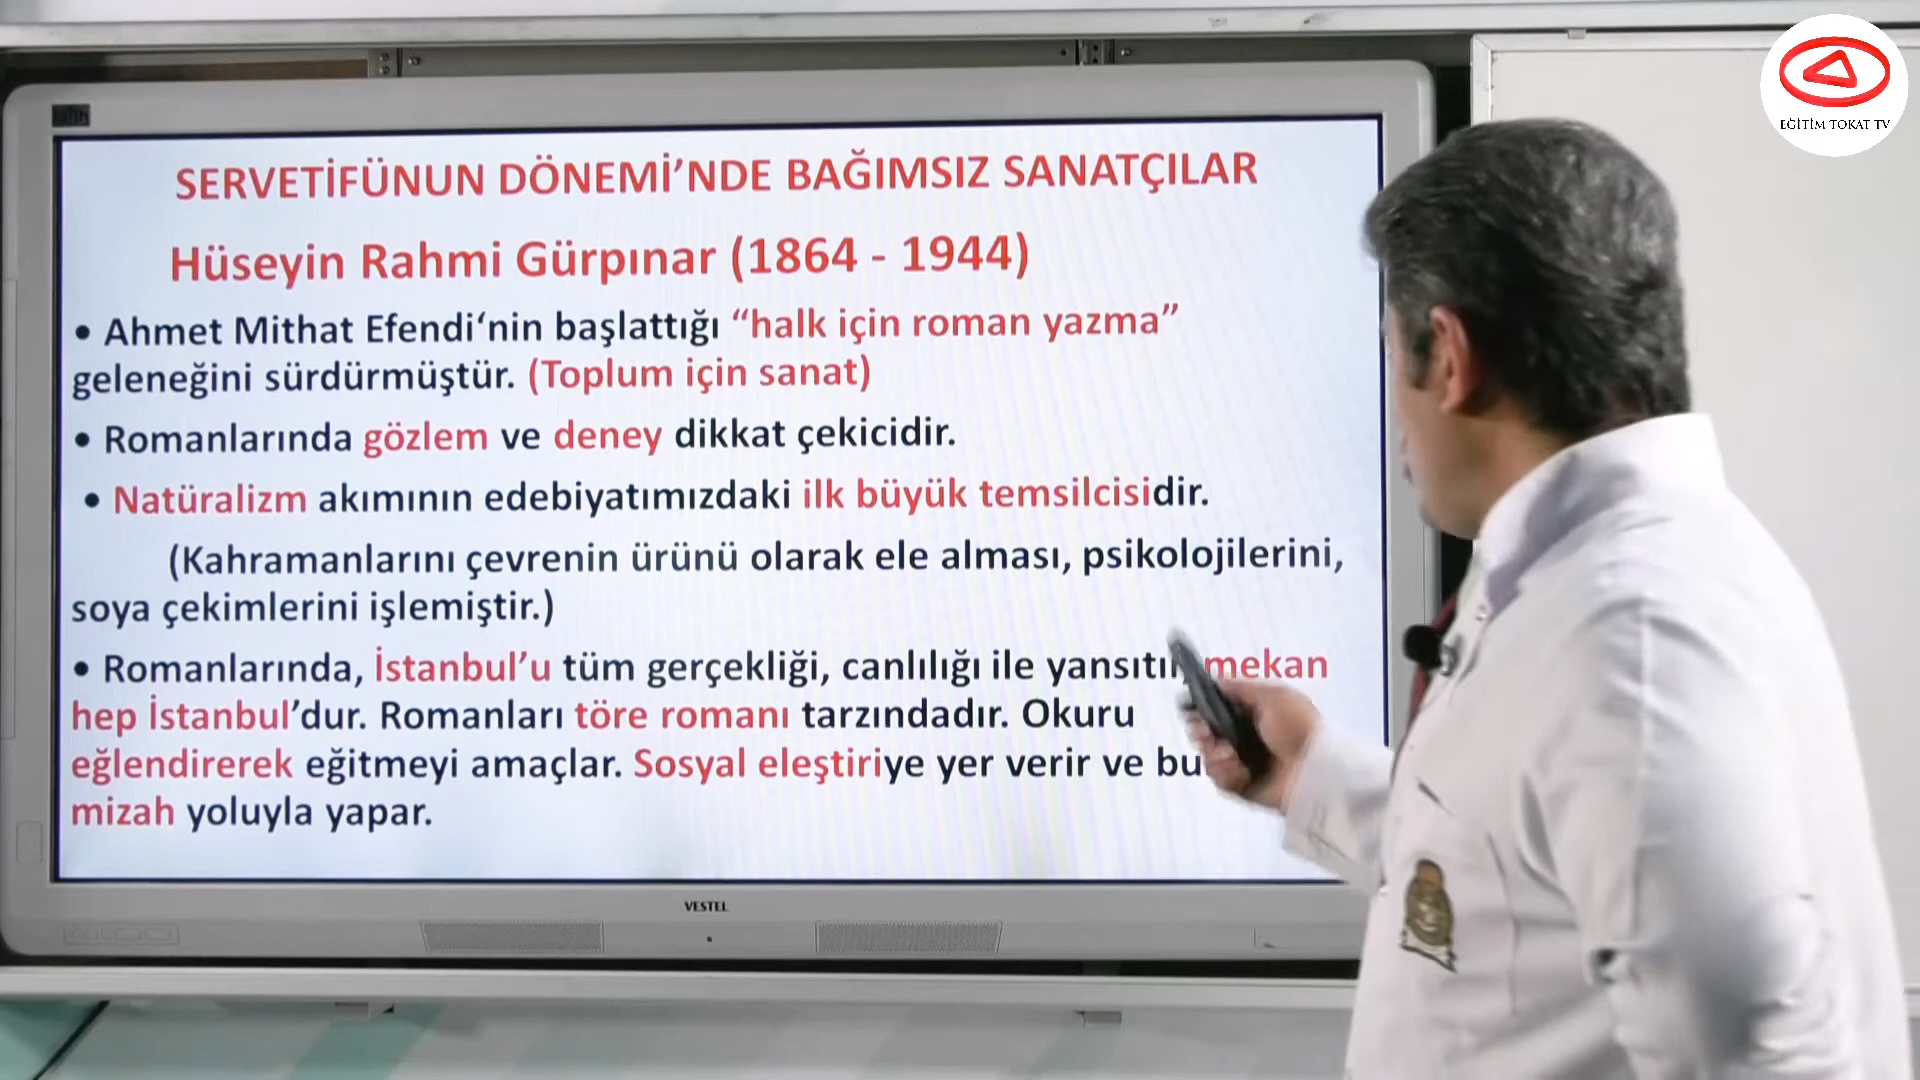 EĞİTİM TOKAT TV
SERVETİFÜNUN DÖNEMİ’NDE BAĞIMSIZ SANATÇILAR
Hüseyin Rahmi Gürpınar (1864 - 1944)
• Ahmet Mithat Efendi‘nin başlattığı “halk için roman yazma”
geleneğini sürdürmüştür. (Toplum için sanat)
• Romanlarında gözlem ve deney dikkat çekicidir.
• Natüralizm akımının edebiyatımızdaki ilk büyük temsilcisidir.
(Kahramanlarını çevrenin ürünü olarak ele alması, psikolojilerini,
soya çekimlerini işlemiştir.)
• Romanlarında, İstanbul’u tüm gerçekliği, canlılığı ile mekan
hep İstanbul’dur. Romanları töre romanı tarzındadır. Okuru
eğlendirerek eğitmeyi amaçlar. Sosyal eleştiriye yer verir ve
mizah yoluyla yapar.
VESTEL